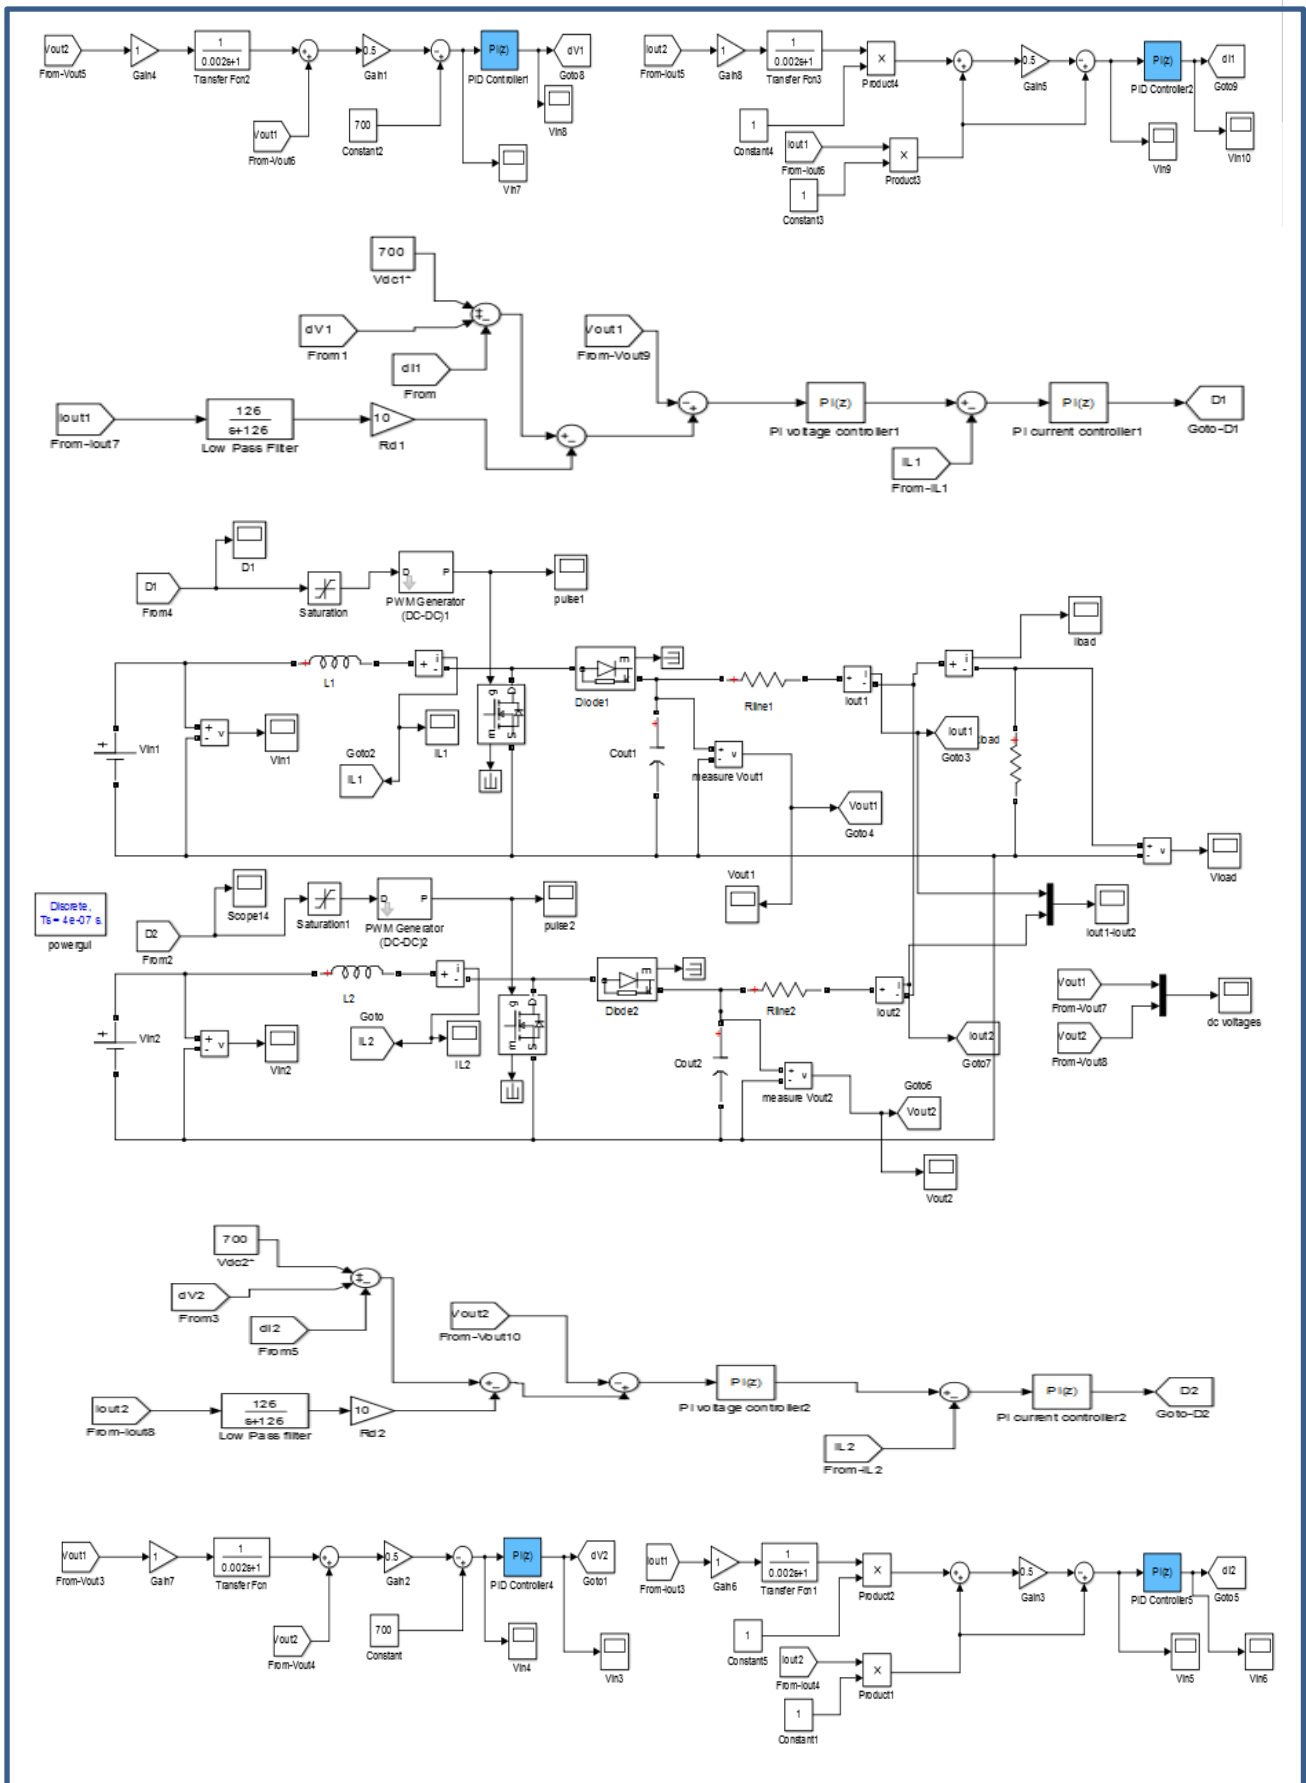 Vout2
From-Vout5
1
Gain4
1
0.002s+1
Transfer Fcn2
0.5
Gain1
PI(z)
PID Controller1
dV1
Goto8
Vin8
Vout1
From-Vout6
700
Constant2
Vin7
Iout2
From-Iout5
1
Gain8
1
0.002s+1
Transfer Fcn3
×
Product4
0.5
Gain5
PI(z)
PID Controller2
dI1
Goto9
1
Constant4
Iout1
From-Iout6
×
Product3
1
Constant3
Vin9
Vin10
700
Vdc1*
dV1
From1
dI1
From
Vout1
From-Vout9
Iout1
From-Iout7
126
s+126
Low Pass Filter
10
Rd1
PI(z)
PI voltage controller1
PI(z)
PI current controller1
D1
Goto-D1
IL1
From-IL1
D1
D1
From4
Saturation
D P
PWM Generator
(DC-DC)1
pulse1
L1
Diode1
Rline1
Iout1
Iload
Vin1
Vin1
Goto2
IL1
IL1
Cout1
measure Vout1
Iout1
Goto3
Vout1
Goto4
Vload
Discrete,
Ts = 4e-07 s.
powergui
Scope14
D2
From2
Saturation1
D P
PWM Generator
(DC-DC)2
pulse2
Vout1
Iout1-Iout2
L2
Diode2
Rline2
Iout2
Vin2
Vin2
Goto
IL2
IL2
Cout2
measure Vout2
Iout2
Goto7
Vout1
From-Vout7
Vout2
From-Vout8
dc voltages
Goto6
Vout2
Vout2
700
Vdc2*
dV2
From3
dI2
From5
Vout2
From-Vout10
Iout2
From-Iout8
126
s+126
Low Pass filter
10
Rd2
PI(z)
PI voltage controller2
PI(z)
PI current controller2
D2
Goto-D2
IL2
From-IL2
Vout1
From-Vout3
1
Gain7
1
0.002s+1
Transfer Fcn
0.5
Gain2
PI(z)
PID Controller4
dV2
Goto1
Vout2
From-Vout4
700
Constant
Vin4
Vin3
Iout1
From-Iout3
1
Gain6
1
0.002s+1
Transfer Fcn1
×
Product2
0.5
Gain3
PI(z)
PID Controller5
dI2
Goto5
1
Constant5
Iout2
From-Iout4
×
Product1
1
Constant1
Vin5
Vin6